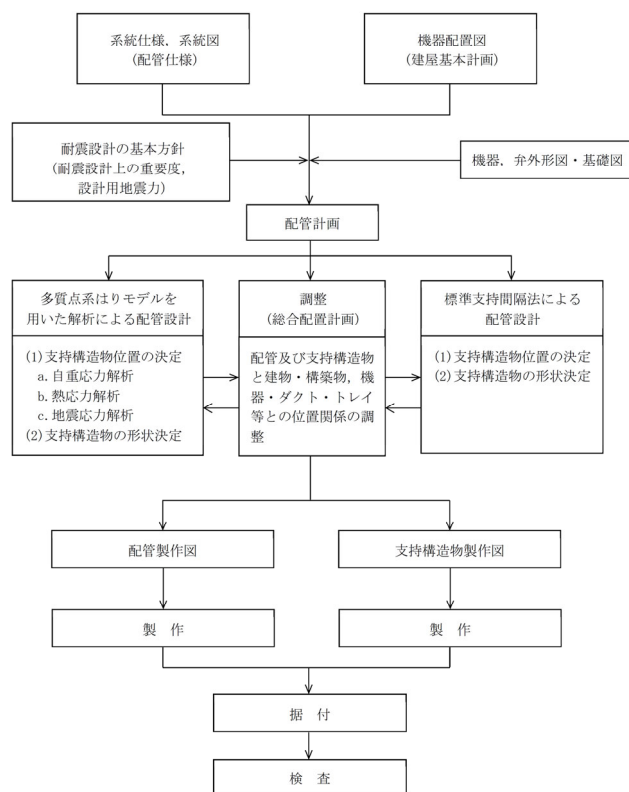 系統仕様，系統図
(配管仕様)
機器配置図
(建屋基本計画)
耐震設計の基本方針
(耐震設計上の重要度，
設計用地震力)
機器，弁外形図・基礎図
配管計画
多質点系はりモデルを
用いた解析による配管設計
(1) 支持構造物位置の決定
a. 自重応力解析
b. 熱応力解析
c. 地震応力解析
(2) 支持構造物の形状決定
調整
(総合配置計画)
配管及び支持構造物
と建物・構築物，機
器・ダクト・トレイ
等との位置関係の調
整
標準支持間隔法による
配管設計
(1) 支持構造物位置の決定
(2) 支持構造物の形状決定
配管製作図
支持構造物製作図
製　作
製　作
据　付
検　査